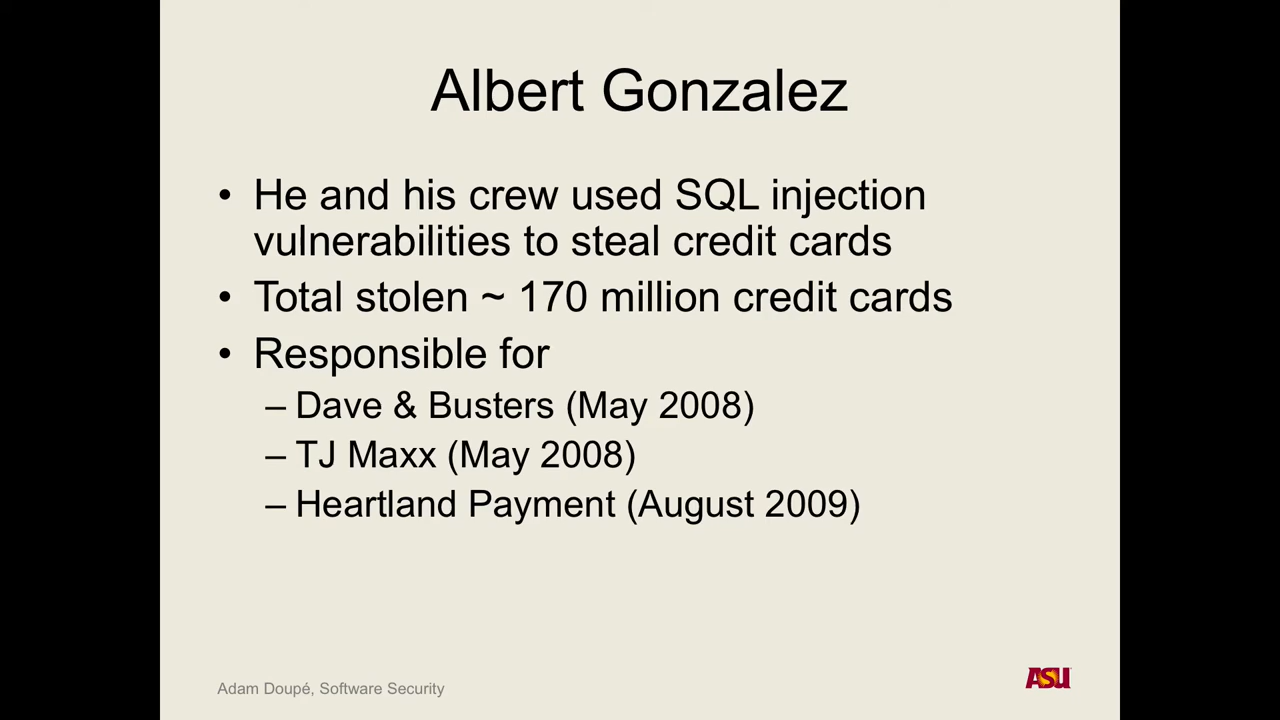 Albert Gonzalez
• He and his crew used SQL injection
vulnerabilities to steal credit cards
• Total stolen ~ 170 million credit cards
• Responsible for
– Dave & Busters (May 2008)
– TJ Maxx (May 2008)
– Heartland Payment (August 2009)
Adam Doupé, Software Security
ASU